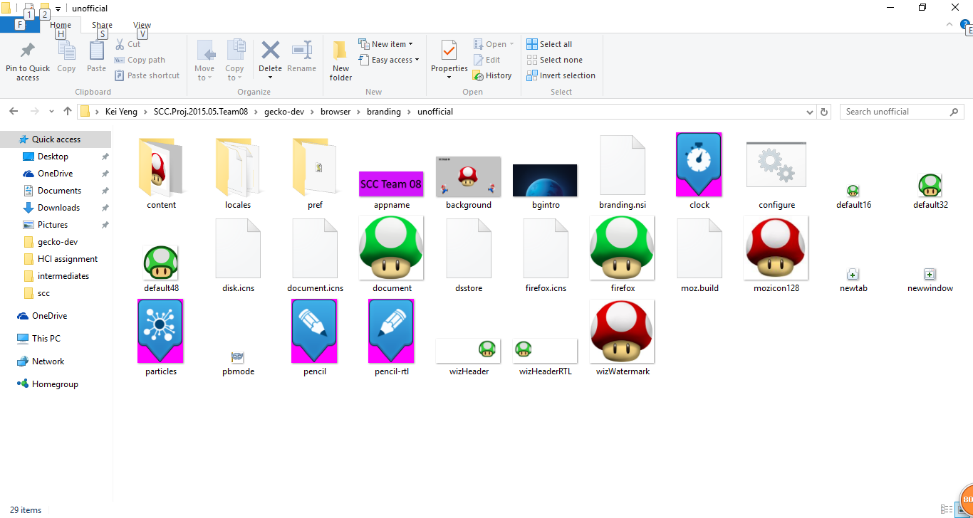 1 2 unofficial
F Home Share View
H S V E
Pin to Quick access
Copy
Paste
Cut
Copy path
Paste shortcut
Clipboard
Move to
Copy to
Delete
Rename
Organize
New folder
New item
Easy access
New
Properties
Open
Edit
History
Open
Select all
Select none
Invert selection
Select
Kei Yeng > SCC.Proj.2015.05.Team08 > gecko-dev > browser > branding > unofficial
Search unofficial
Quick access
Desktop
OneDrive
Documents
Downloads
Pictures
gecko-dev
HCI assignment
intermediates
scc
OneDrive
This PC
Network
Homegroup
SCC Team 08
content locales pref appname background bgintro branding.nsi clock configure default16 default32
default48 disk.icns document.icns document dsstore firefox.icns firefox moz.build mozicon128 newtab newwindow
particles pbmode pencil pencil-rtl wizHeader wizHeaderRTL wizWatermark
29 items